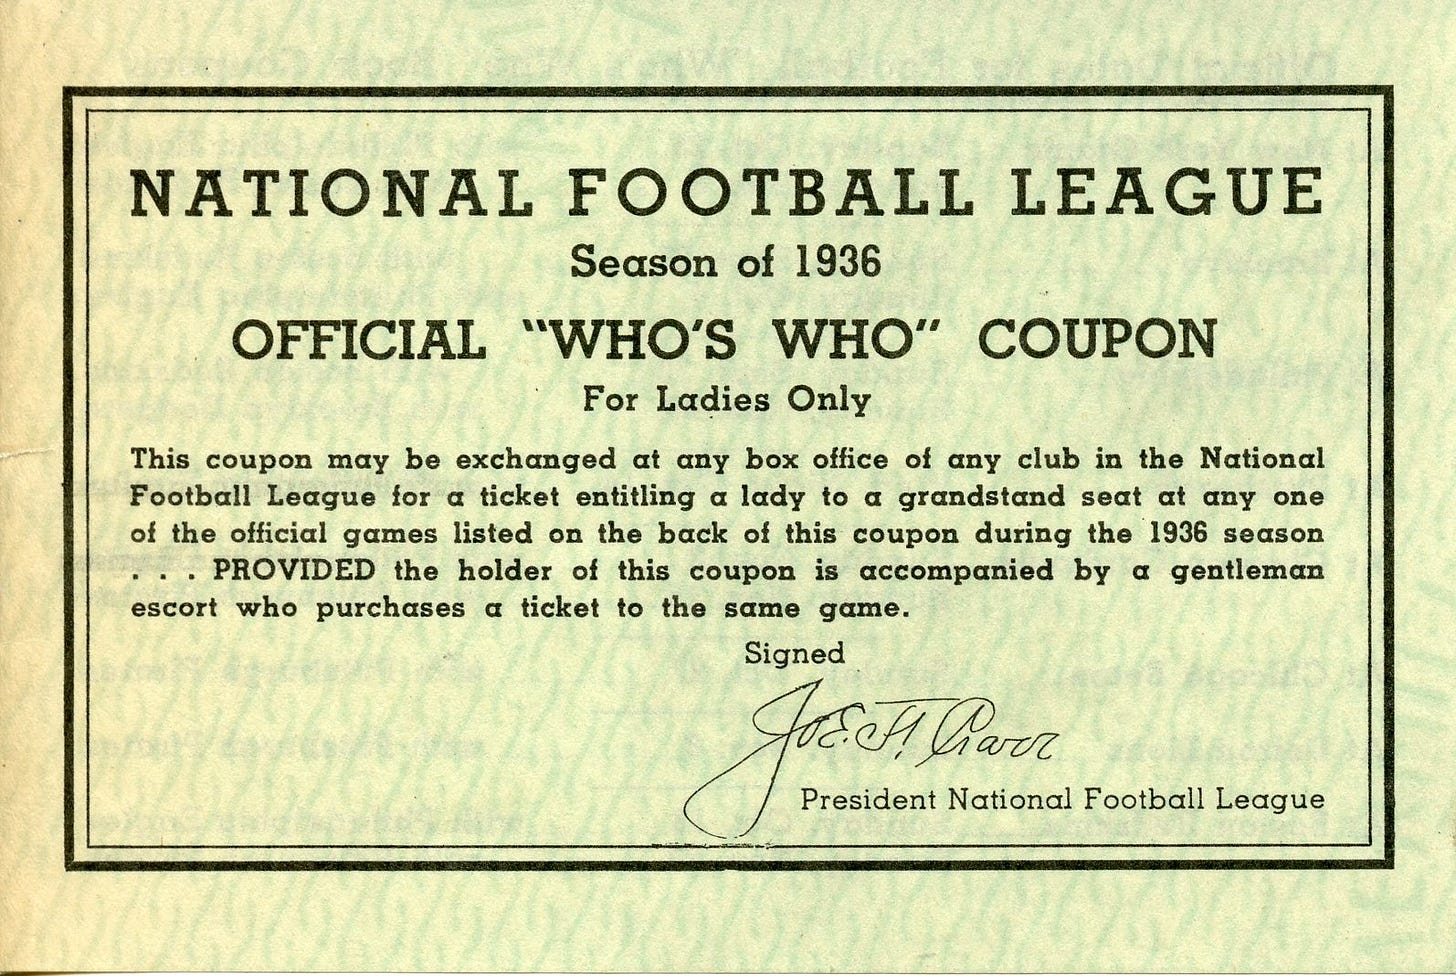 NATIONAL FOOTBALL LEAGUE
Season of 1936
OFFICIAL "WHO'S WHO" COUPON
For Ladies Only
This coupon may be exchanged at any box office of any club in the National
Football League for a ticket entitling a lady to a grandstand seat at any one
of the official games listed on the back of this coupon during the 1936 season
. . . PROVIDED the holder of this coupon is accompanied by a gentleman
escort who purchases a ticket to the same game.
Signed
Joe. F. Carr
President National Football League